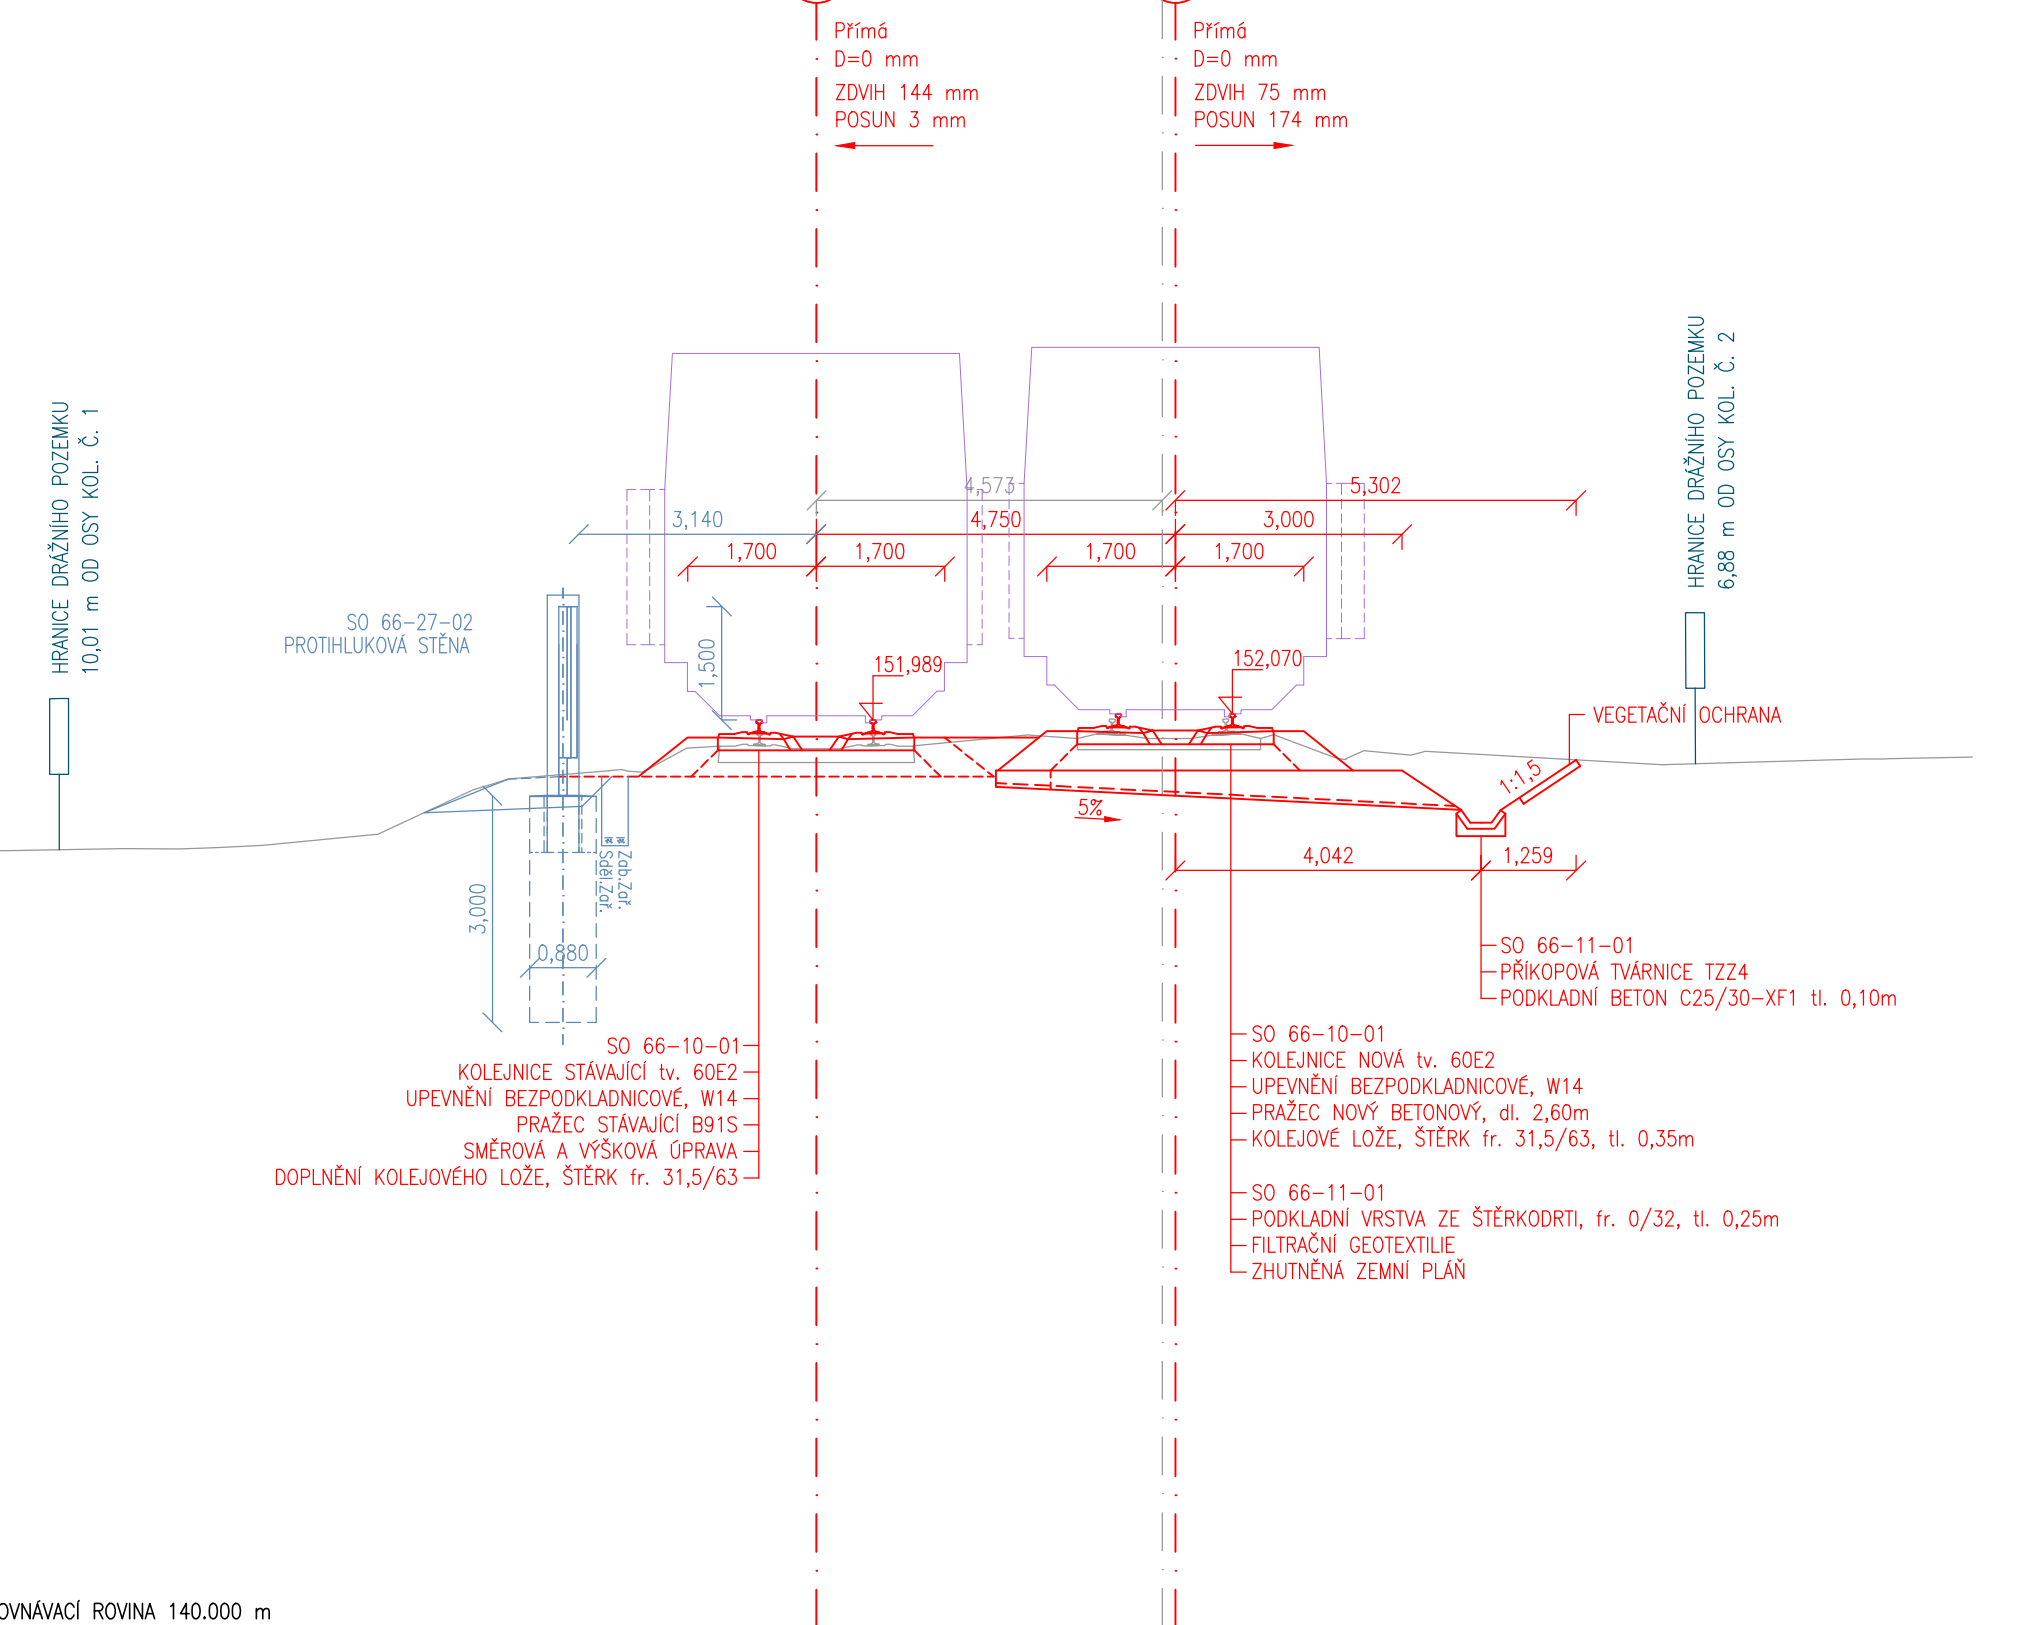 Přímá
D=0 mm
ZDVIH 144 mm
POSUN 3 mm
Přímá
D=0 mm
ZDVIH 75 mm
POSUN 174 mm
HRANICE DRÁŽNÍHO POZEMKU
10,01 m OD OSY KOL. Č. 1
HRANICE DRÁŽNÍHO POZEMKU
6,88 m OD OSY KOL. Č. 2
4,573
5,302
3,140
4,750
3,000
1,700
1,700
1,700
1,700
SO 66-27-02
PROTIHLUKOVÁ STĚNA
1,500
151,989
152,070
VEGETAČNÍ OCHRANA
1:1,5
5%
Zab.Zař.
Sděl.Zař.
4,042
1,259
3,000
0,880
SO 66-11-01
PŘÍKOPOVÁ TVÁRNICE TZZ4
PODKLADNÍ BETON C25/30-XF1 tl. 0,10m
SO 66-10-01
KOLEJNICE STÁVAJÍCÍ tv. 60E2
UPEVNĚNÍ BEZPODKLADNICOVÉ, W14
PRAŽEC STÁVAJÍCÍ B91S
SMĚROVÁ A VÝŠKOVÁ ÚPRAVA
DOPLNĚNÍ KOLEJOVÉHO LOŽE, ŠTĚRK fr. 31,5/63
SO 66-10-01
KOLEJNICE NOVÁ tv. 60E2
UPEVNĚNÍ BEZPODKLADNICOVÉ, W14
PRAŽEC NOVÝ BETONOVÝ, dl. 2,60m
KOLEJOVÉ LOŽE, ŠTĚRK fr. 31,5/63, tl. 0,35m
SO 66-11-01
PODKLADNÍ VRSTVA ZE ŠTĚRKODRTI, fr. 0/32, tl. 0,25m
FILTRAČNÍ GEOTEXTILIE
ZHUTNĚNÁ ZEMNÍ PLÁŇ
OVNÁVACÍ ROVINA 140.000 m